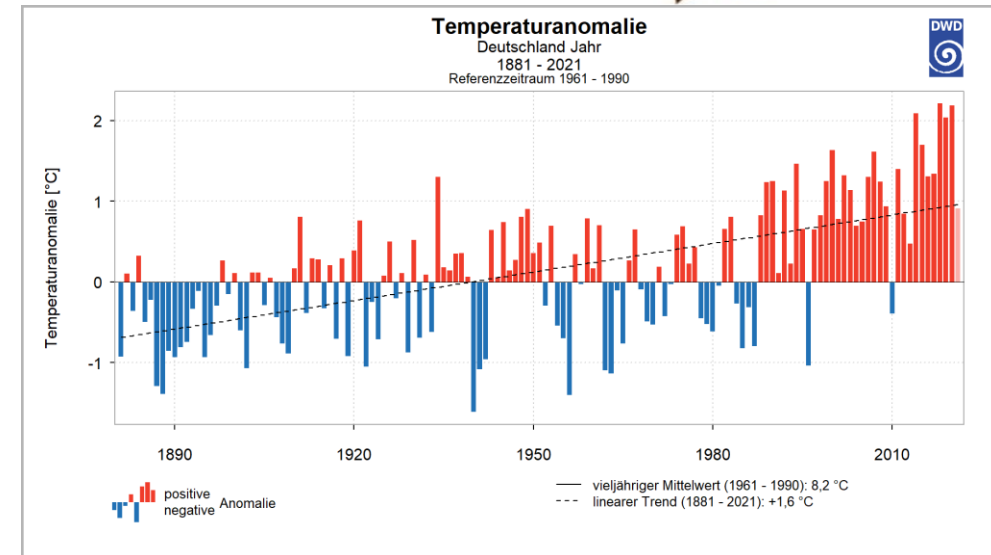 Temperaturanomalie
Deutschland Jahr
1881 - 2021
Referenzzeitraum 1961 - 1990
DWD
Temperaturanomalie [°C]
2
1
0
-1
1890 1920 1950 1980 2010
positive
negative
Anomalie
vieljähriger Mittelwert (1961 - 1990): 8,2 °C
linearer Trend (1881 - 2021): +1,6 °C